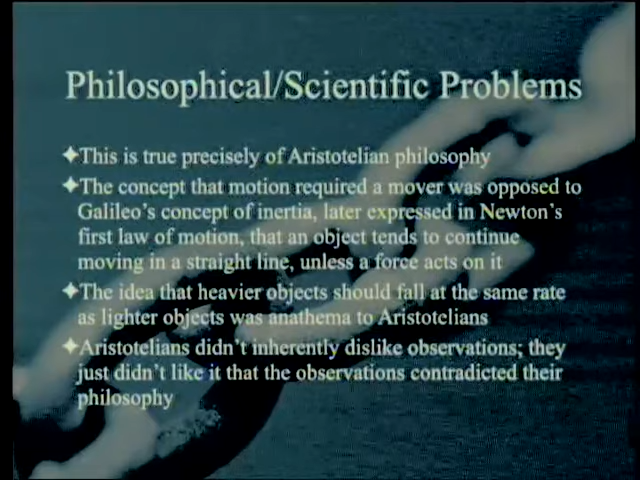 Philosophical/Scientific Problems
✦This is true precisely of Aristotelian philosophy
✦The concept that motion required a mover was opposed to
Galileo's concept of inertia, later expressed in Newton's
first law of motion, that an object tends to continue
moving in a straight line, unless a force acts on it
✦The idea that heavier objects should fall at the same rate
as lighter objects was anathema to Aristotelians
✦Aristotelians didn't inherently dislike observations; they
just didn't like it that the observations contradicted their
philosophy